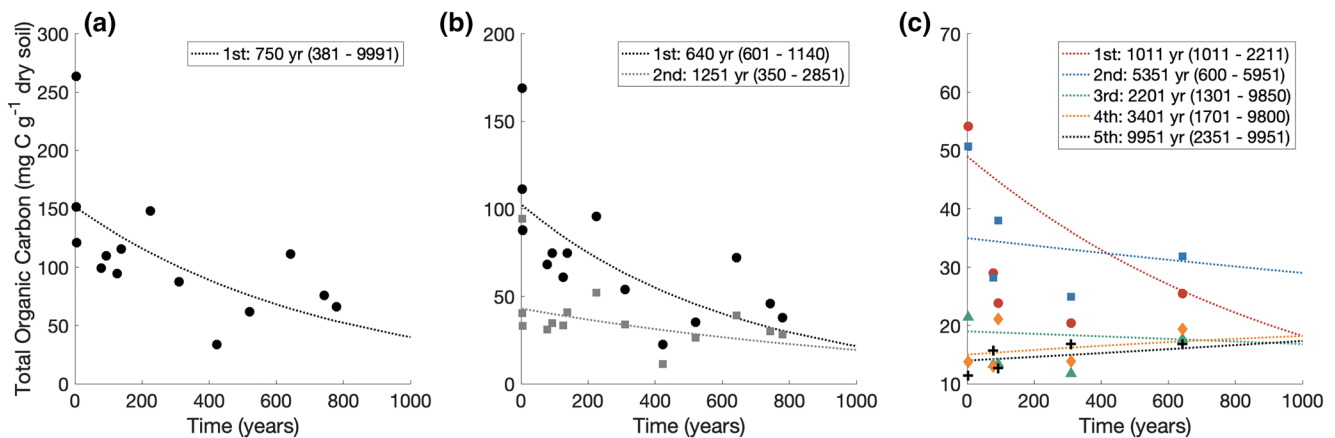 (a)
Total Organic Carbon (mg C g⁻¹ dry soil)
300
250
200
150
100
50
0
1st: 750 yr (381 - 9991)
0 200 400 600 800 1000
Time (years)
(b)
200
150
100
50
0
1st: 640 yr (601 - 1140)
2nd: 1251 yr (350 - 2851)
0 200 400 600 800 1000
Time (years)
(c)
70
60
50
40
30
20
10
1st: 1011 yr (1011 - 2211)
2nd: 5351 yr (600 - 5951)
3rd: 2201 yr (1301 - 9850)
4th: 3401 yr (1701 - 9800)
5th: 9951 yr (2351 - 9951)
0 200 400 600 800 1000
Time (years)